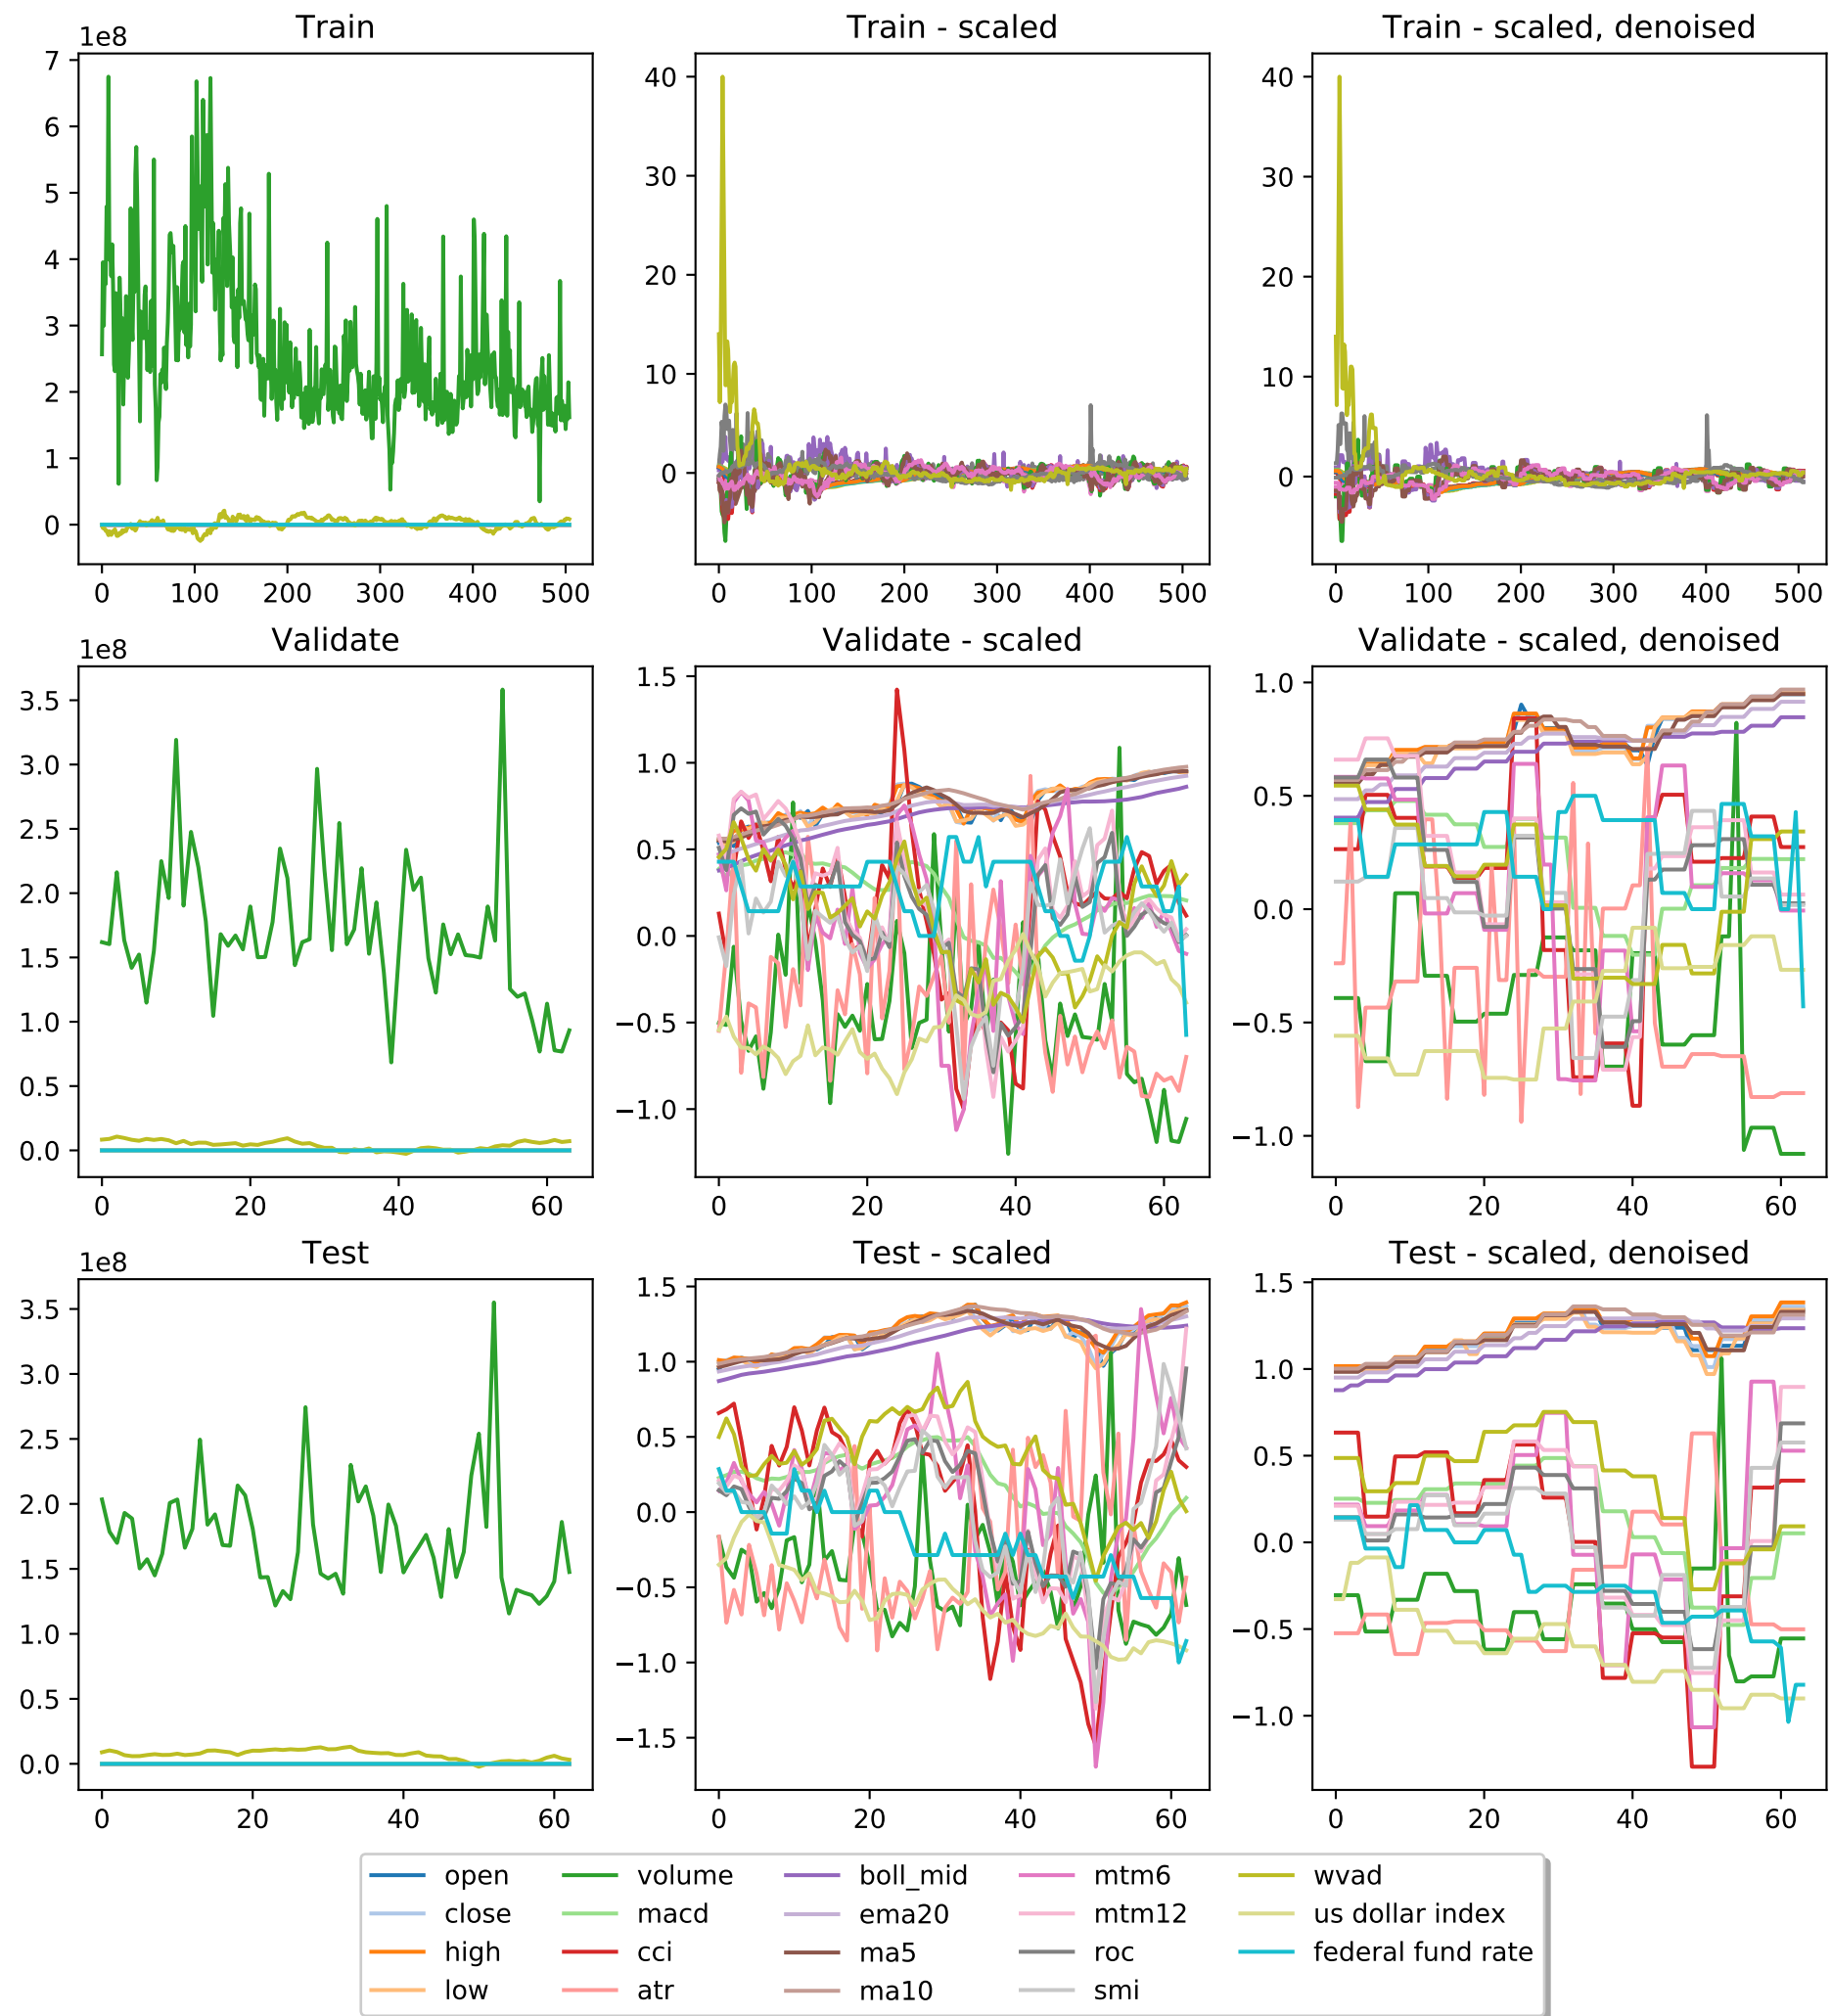 Train
Train - scaled
Train - scaled, denoised
1e8
7
6
5
4
3
2
1
0
0 100 200 300 400 500
40
30
20
10
0
0 100 200 300 400 500
40
30
20
10
0
0 100 200 300 400 500
Validate
Validate - scaled
Validate - scaled, denoised
1e8
3.5
3.0
2.5
2.0
1.5
1.0
0.5
0.0
0 20 40 60
1.5
1.0
0.5
0.0
−0.5
−1.0
0 20 40 60
1.0
0.5
0.0
−0.5
−1.0
0 20 40 60
Test
Test - scaled
Test - scaled, denoised
1e8
3.5
3.0
2.5
2.0
1.5
1.0
0.5
0.0
0 20 40 60
1.5
1.0
0.5
0.0
−0.5
−1.0
−1.5
0 20 40 60
1.5
1.0
0.5
0.0
−0.5
−1.0
0 20 40 60
open
close
high
low
volume
macd
cci
atr
boll_mid
ema20
ma5
ma10
mtm6
mtm12
roc
smi
wvad
us dollar index
federal fund rate